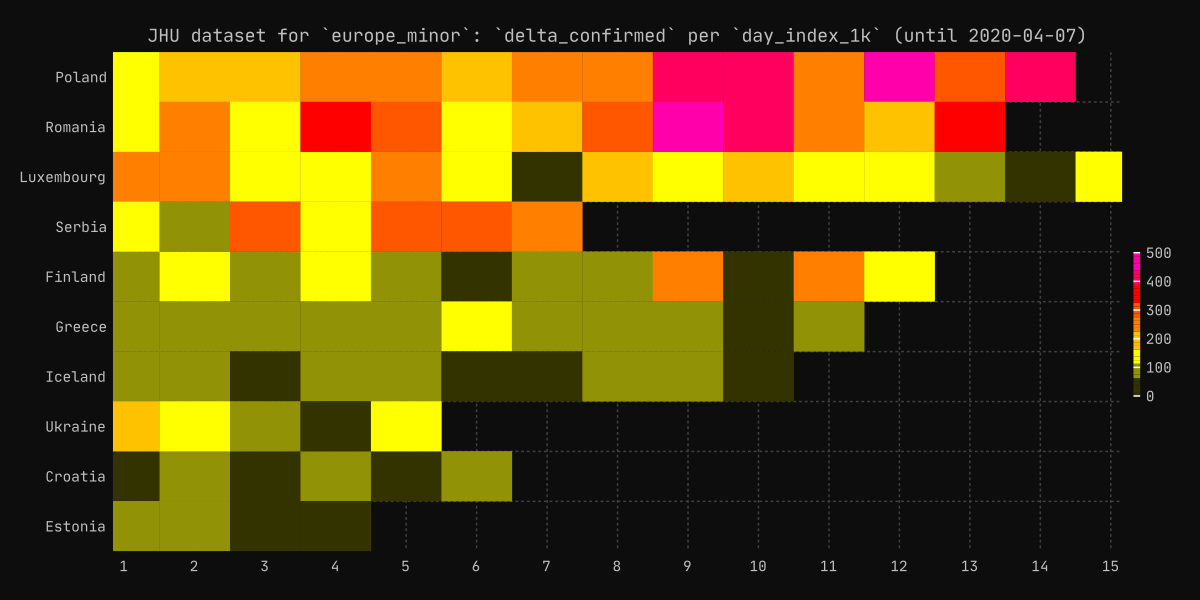 JHU dataset for `europe_minor`: `delta_confirmed` per `day_index_1k` (until 2020-04-07)
Poland
Romania
Luxembourg
Serbia
Finland
Greece
Iceland
Ukraine
Croatia
Estonia
500
400
300
200
100
0
1 2 3 4 5 6 7 8 9 10 11 12 13 14 15